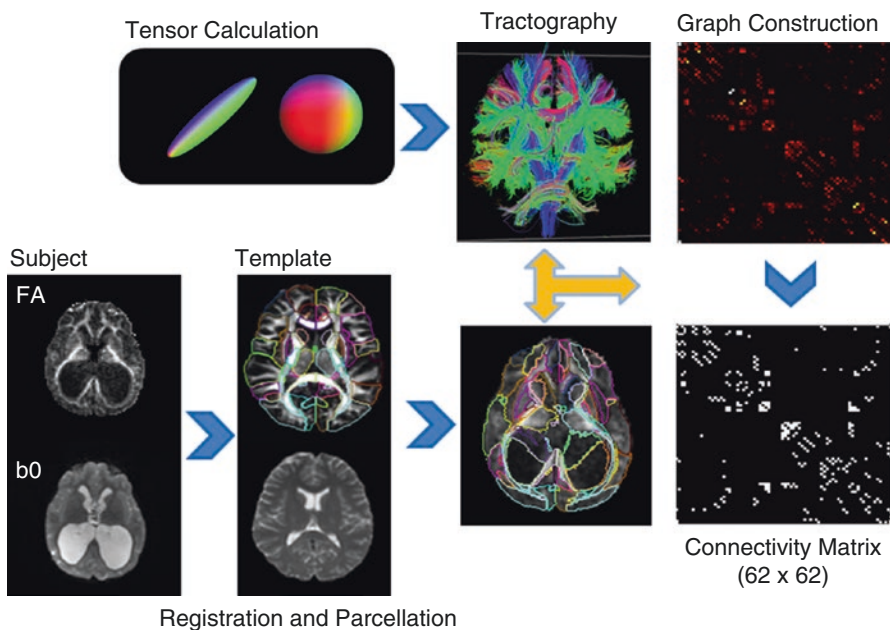 Tensor Calculation
Tractography
Graph Construction
Subject
Template
FA
b0
Connectivity Matrix
(62 x 62)
Registration and Parcellation